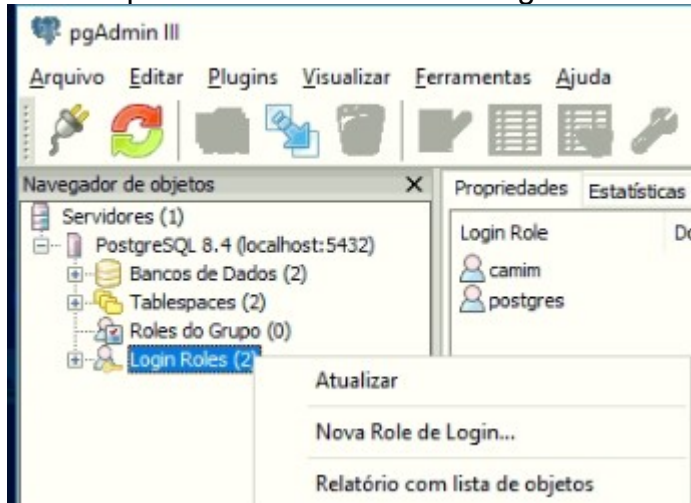 pgAdmin III
Arquivo Editar Plugins Visualizar Ferramentas Ajuda
Navegador de objetos X
Propriedades Estatísticas
Servidores (1)
PostgreSQL 8.4 (localhost:5432)
Bancos de Dados (2)
Tablespaces (2)
Roles do Grupo (0)
Login Roles (2)
Login Role
camim
postgres
Atualizar
Nova Role de Login...
Relatório com lista de objetos